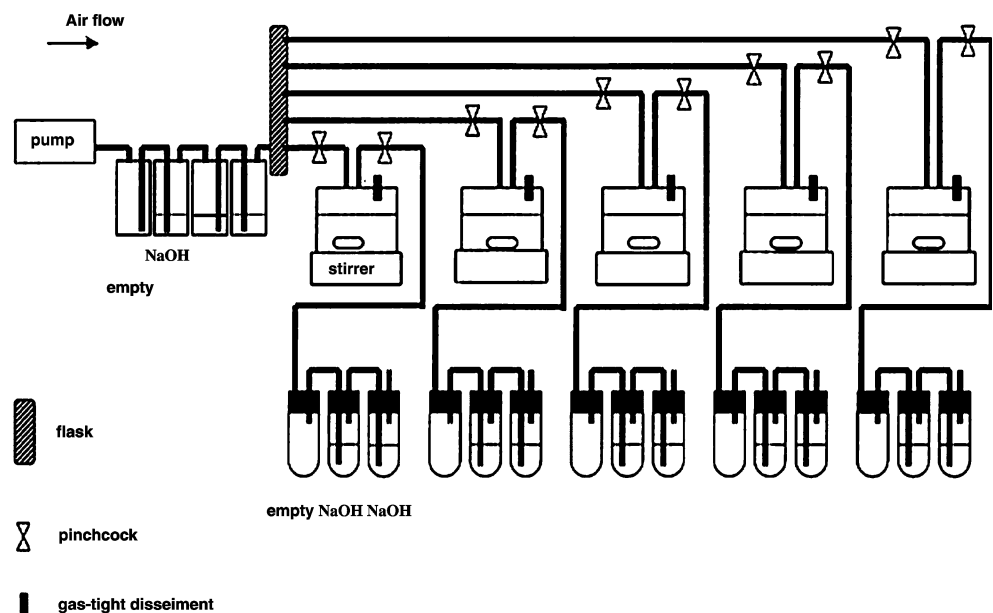 Air flow
pump
NaOH
empty
stirrer
flask
empty NaOH NaOH
pinchcock
gas-tight disseiment